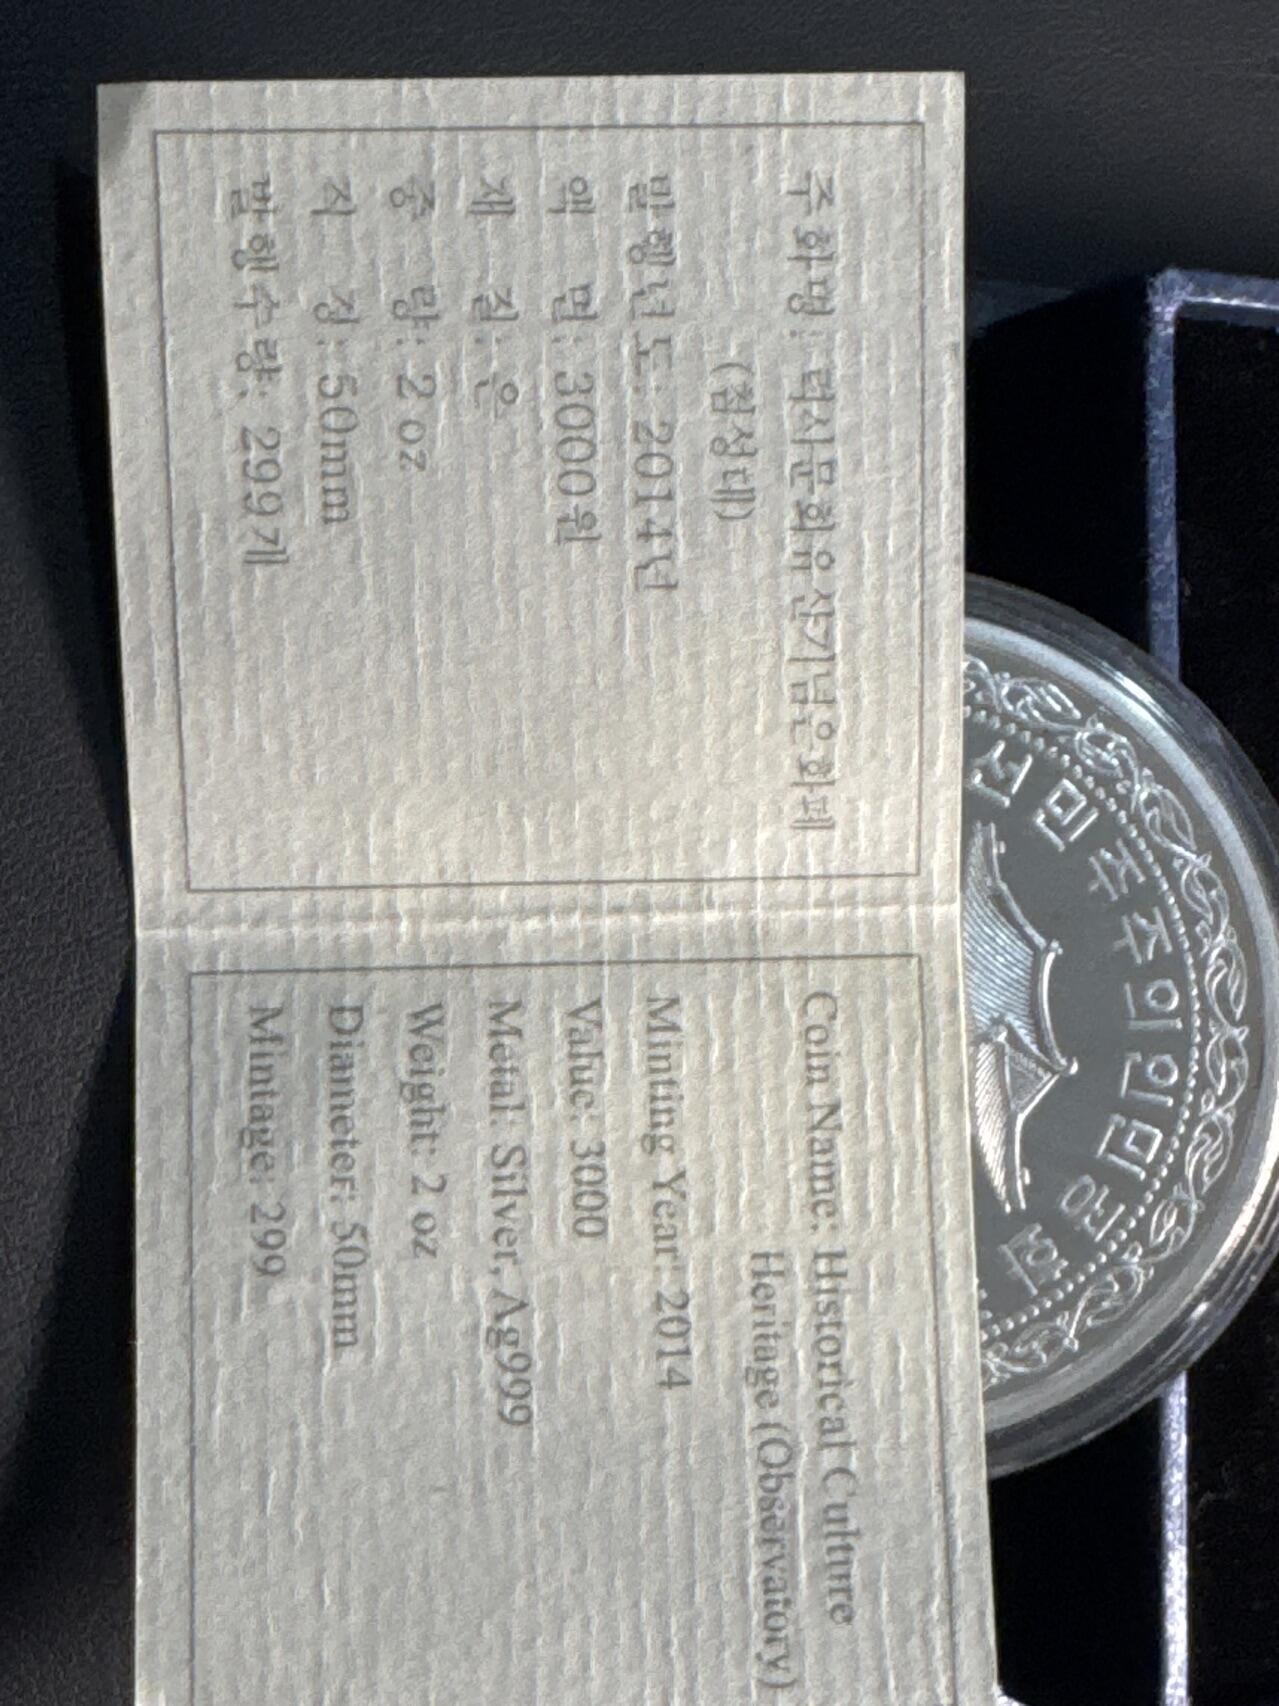 주화명: 력사문화유산기념은화페
(첨성대)
발행년도: 2014년
액 면: 3000원
재 질: 은
중 량: 2 oz
직 경: 50mm
발행수량: 299개
Coin Name: Historical Culture
Heritage (Observatory)
Minting Year: 2014
Value: 3000
Metal: Silver, Ag999
Weight: 2 oz
Diameter: 50mm
Mintage: 299
선민주주의인민공화